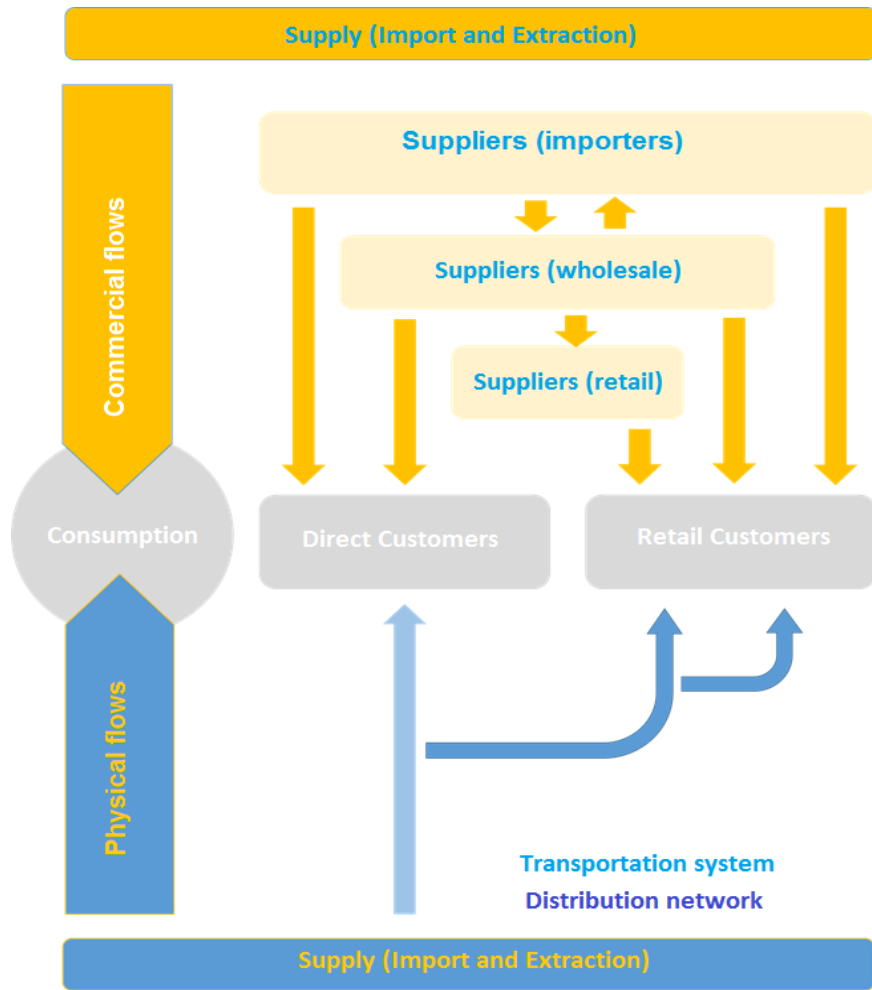 Supply (Import and Extraction)
Suppliers (importers)
Commercial flows
Suppliers (wholesale)
Suppliers (retail)
Consumption
Direct Customers
Retail Customers
Physical flows
Transportation system
Distribution network
Supply (Import and Extraction)